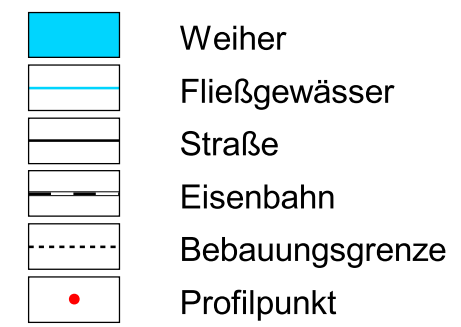 Weiher
Fließgewässer
Straße
Eisenbahn
Bebauungsgrenze
Profilpunkt